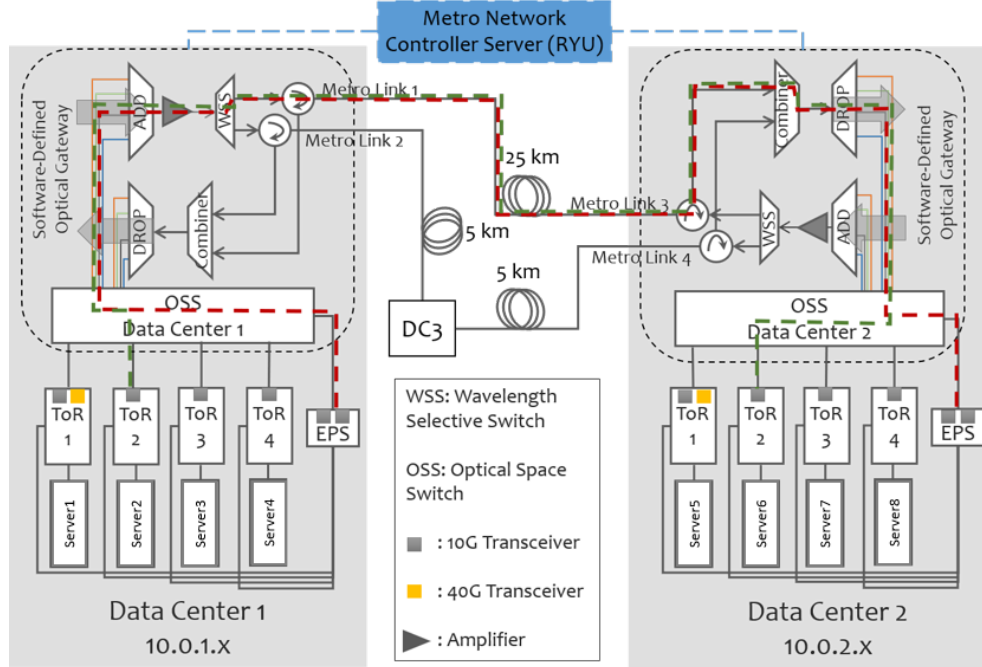 Metro Network
Controller Server (RYU)
Software-Defined
Optical Gateway
ADD
WSS
Metro Link 1
Metro Link 2
DROP
Combiner
OSS
Data Center 1
ToR
1
ToR
2
ToR
3
ToR
4
EPS
Server1
Server2
Server3
Server4
Data Center 1
10.0.1.x
25 km
5 km
5 km
DC3
Metro Link 3
Metro Link 4
WSS: Wavelength
Selective Switch
OSS: Optical Space
Switch
: 10G Transceiver
: 40G Transceiver
: Amplifier
Combiner
DROP
WSS
ADD
Software-Defined
Optical Gateway
OSS
Data Center 2
ToR
1
ToR
2
ToR
3
ToR
4
EPS
Server5
Server6
Server7
Server8
Data Center 2
10.0.2.x